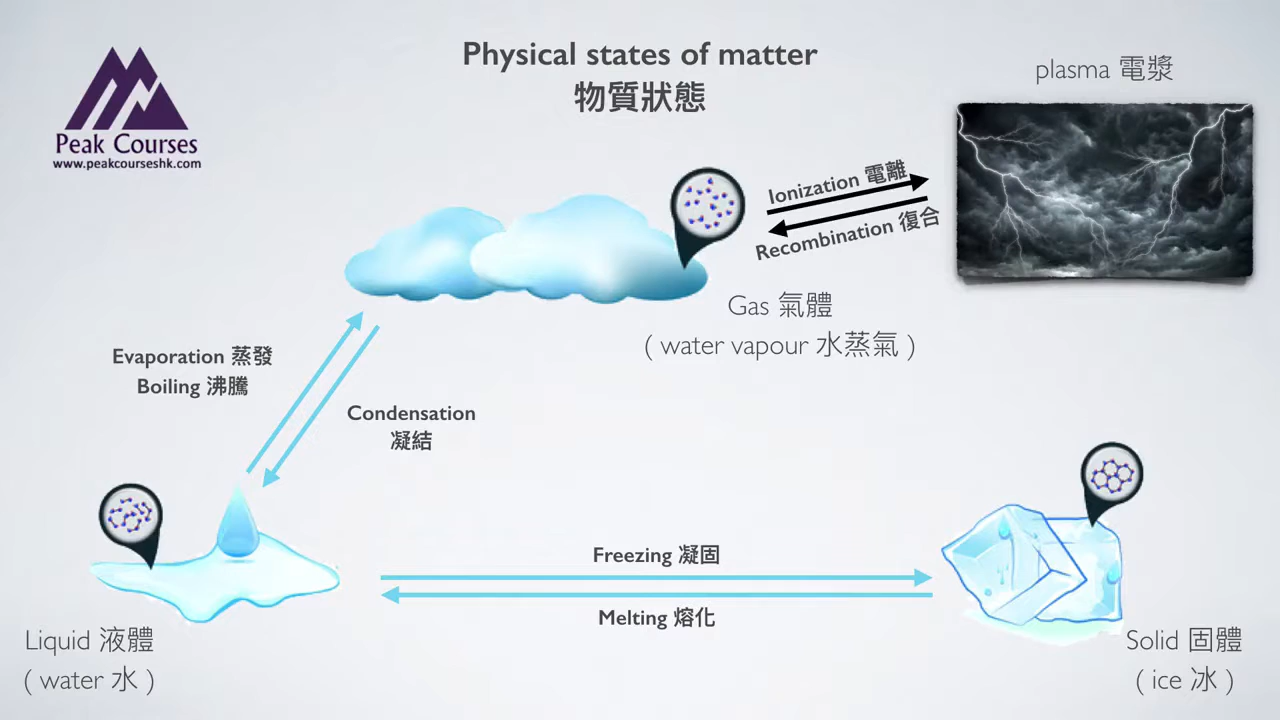 Physical states of matter
物質狀態
plasma 電漿
Peak Courses
www.peakcourseshk.com
Ionization 電離
Recombination 復合
Gas 氣體
( water vapour 水蒸氣 )
Evaporation 蒸發
Boiling 沸騰
Condensation
凝結
Freezing 凝固
Melting 熔化
Liquid 液體
( water 水 )
Solid 固體
( ice 冰 )